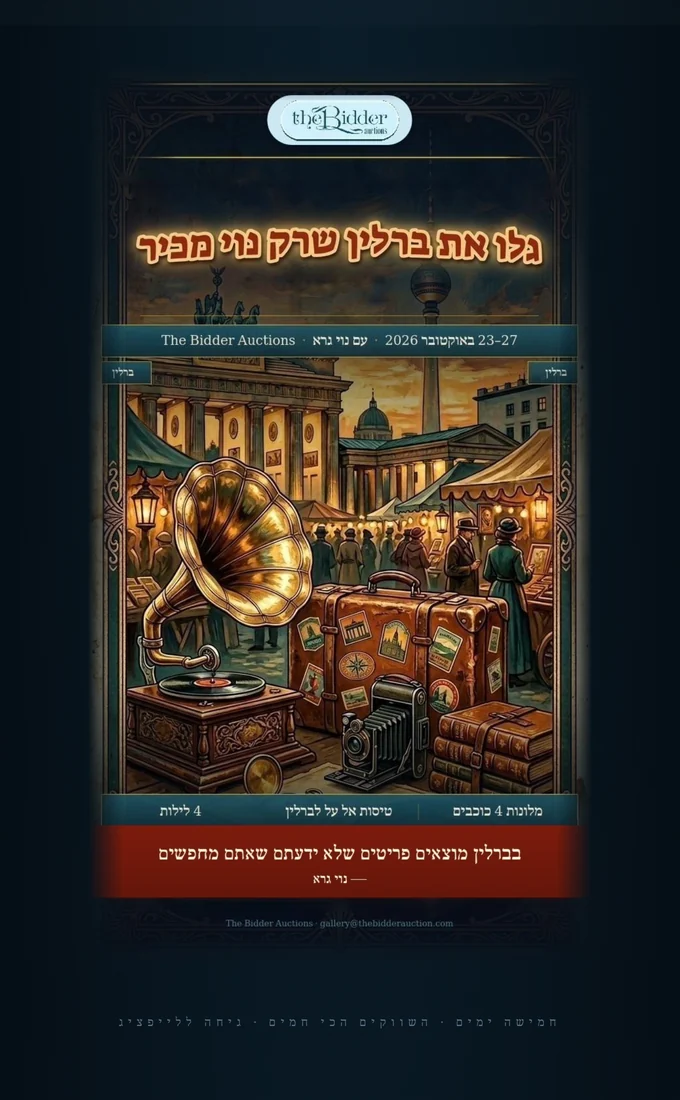 the Bidder
auctions
גלו את ברלין שרק נוי מכיר
23–27 באוקטובר 2026 · עם נוי גרא · The Bidder Auctions
ברלין
ברלין
מלונות 4 כוכבים
טיסות אל על לברלין
4 לילות
בברלין מוצאים פריטים שלא ידעתם שאתם מחפשים
— נוי גרא
The Bidder Auctions · gallery@thebidderauction.com
חמישה ימים · השווקים הכי חמים · גיחה ללייפציג